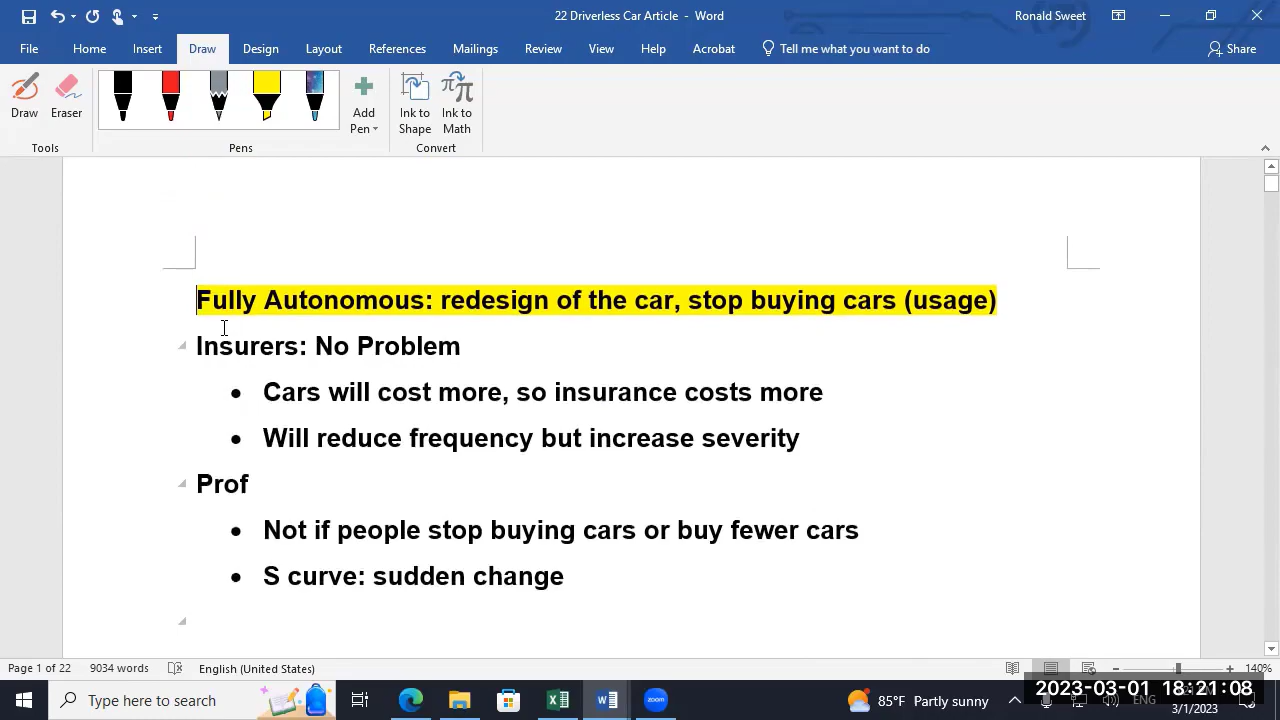 22 Driverless Car Article - Word
Ronald Sweet
File Home Insert Draw Design Layout References Mailings Review View Help Acrobat Tell me what you want to do Share
Draw Eraser Add Pen Ink to Shape Ink to Math
Tools Pens Convert
Fully Autonomous: redesign of the car, stop buying cars (usage)
Insurers: No Problem
• Cars will cost more, so insurance costs more
• Will reduce frequency but increase severity
Prof
• Not if people stop buying cars or buy fewer cars
• S curve: sudden change
Page 1 of 22 9034 words English (United States) 140%
Type here to search zoom 85°F Partly sunny ENG
2023-03-01 18:21:08
3/1/2023